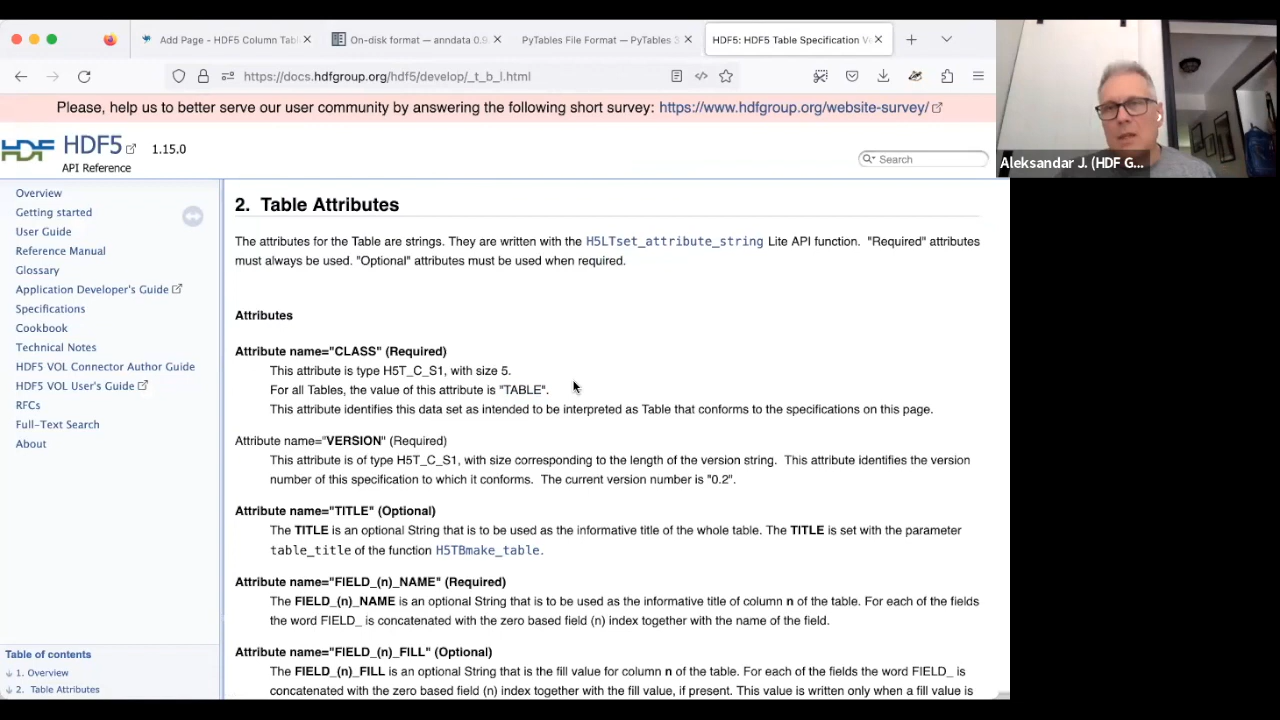 Add Page - HDF5 Column Tabl
On-disk format — anndata 0.9.
PyTables File Format — PyTables 3
HDF5: HDF5 Table Specification V
https://docs.hdfgroup.org/hdf5/develop/_t_b_l.html
Please, help us to better serve our user community by answering the following short survey: https://www.hdfgroup.org/website-survey/
HDF
HDF5 1.15.0
API Reference
Search
Aleksandar J. (HDF G...
Overview
Getting started
User Guide
Reference Manual
Glossary
Application Developer's Guide
Specifications
Cookbook
Technical Notes
HDF5 VOL Connector Author Guide
HDF5 VOL User's Guide
RFCs
Full-Text Search
About
Table of contents
↓ 1. Overview
↓ 2. Table Attributes
2. Table Attributes
The attributes for the Table are strings. They are written with the H5LTset_attribute_string Lite API function. "Required" attributes
must always be used. "Optional" attributes must be used when required.
Attributes
Attribute name="CLASS" (Required)
This attribute is type H5T_C_S1, with size 5.
For all Tables, the value of this attribute is "TABLE".
This attribute identifies this data set as intended to be interpreted as Table that conforms to the specifications on this page.
Attribute name="VERSION" (Required)
This attribute is of type H5T_C_S1, with size corresponding to the length of the version string. This attribute identifies the version
number of this specification to which it conforms. The current version number is "0.2".
Attribute name="TITLE" (Optional)
The TITLE is an optional String that is to be used as the informative title of the whole table. The TITLE is set with the parameter
table_title of the function H5TBmake_table.
Attribute name="FIELD_(n)_NAME" (Required)
The FIELD_(n)_NAME is an optional String that is to be used as the informative title of column n of the table. For each of the fields
the word FIELD_ is concatenated with the zero based field (n) index together with the name of the field.
Attribute name="FIELD_(n)_FILL" (Optional)
The FIELD_(n)_FILL is an optional String that is the fill value for column n of the table. For each of the fields the word FIELD_ is
concatenated with the zero based field (n) index together with the fill value, if present. This value is written only when a fill value is